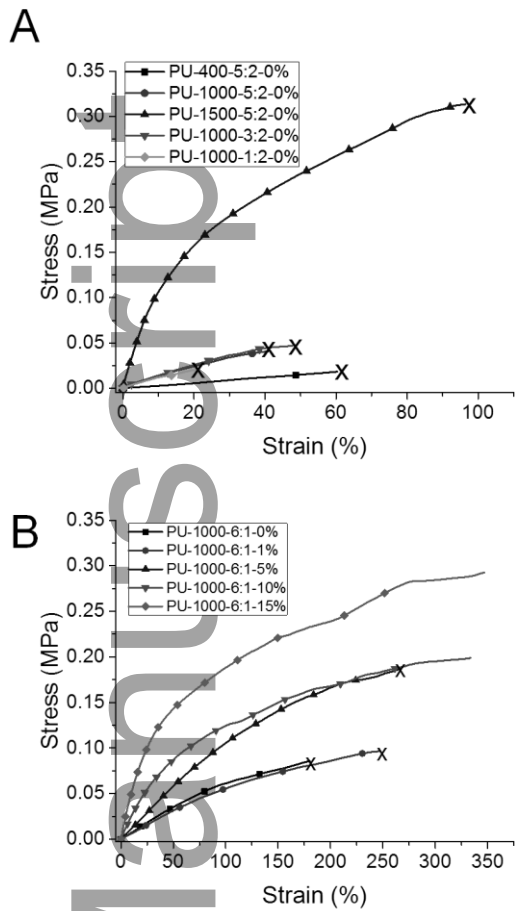 A
0.35
0.30
0.25
0.20
0.15
0.10
0.05
0.00
Stress (MPa)
PU-400-5:2-0%
PU-1000-5:2-0%
PU-1500-5:2-0%
PU-1000-3:2-0%
PU-1000-1:2-0%
X
X
X
X
X
0 20 40 60 80 100
Strain (%)
B
0.35
0.30
0.25
0.20
0.15
0.10
0.05
0.00
Stress (MPa)
PU-1000-6:1-0%
PU-1000-6:1-1%
PU-1000-6:1-5%
PU-1000-6:1-10%
PU-1000-6:1-15%
X
X
X
0 50 100 150 200 250 300 350
Strain (%)